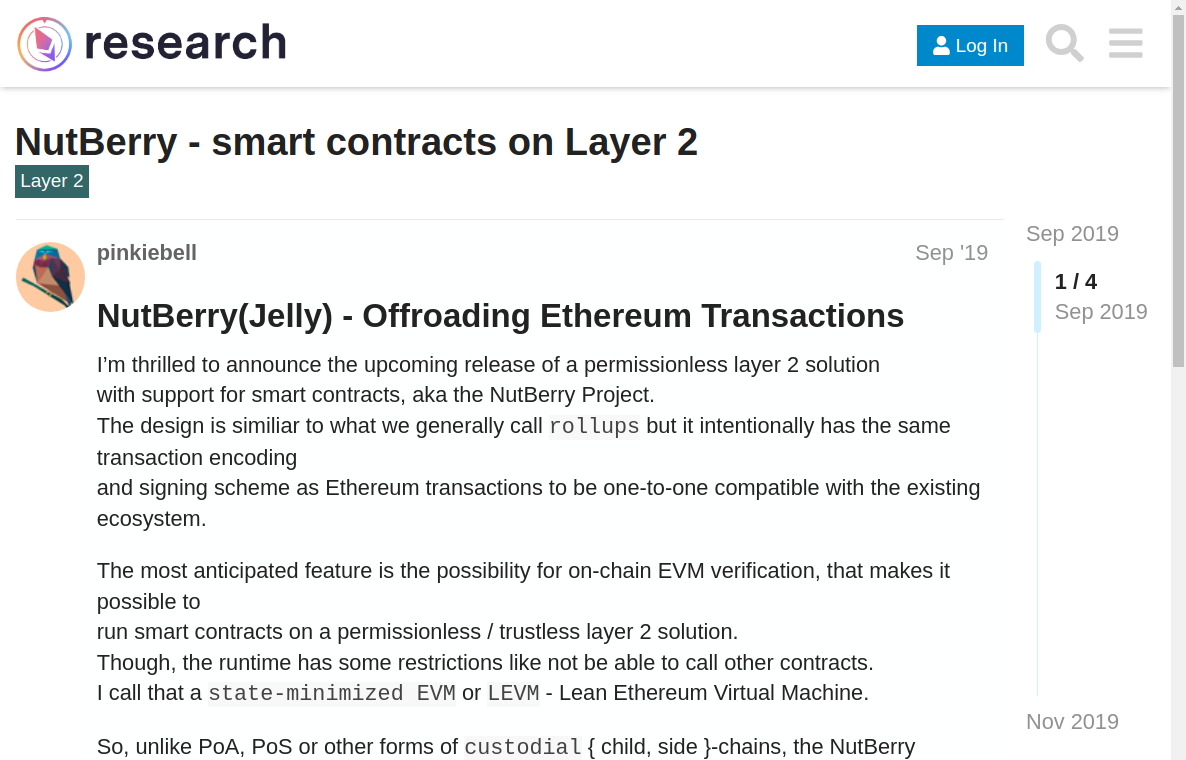 research
Log In
NutBerry - smart contracts on Layer 2
Layer 2
pinkiebell
Sep '19
Sep 2019
1 / 4
Sep 2019
NutBerry(Jelly) - Offroading Ethereum Transactions
I’m thrilled to announce the upcoming release of a permissionless layer 2 solution
with support for smart contracts, aka the NutBerry Project.
The design is similiar to what we generally call rollups but it intentionally has the same
transaction encoding
and signing scheme as Ethereum transactions to be one-to-one compatible with the existing
ecosystem.
The most anticipated feature is the possibility for on-chain EVM verification, that makes it
possible to
run smart contracts on a permissionless / trustless layer 2 solution.
Though, the runtime has some restrictions like not be able to call other contracts.
I call that a state-minimized EVM or LEVM - Lean Ethereum Virtual Machine.
Nov 2019
So, unlike PoA, PoS or other forms of custodial { child, side }-chains, the NutBerry